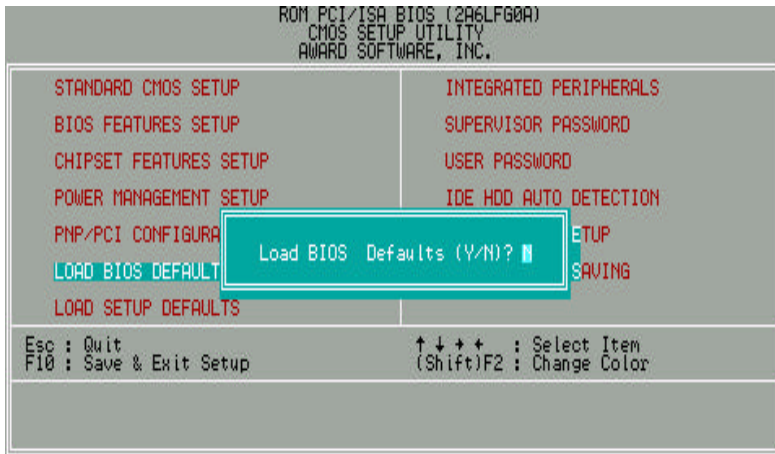 ROM PCI/ISA BIOS (2A6LFG0A)
CMOS SETUP UTILITY
AWARD SOFTWARE, INC.
STANDARD CMOS SETUP
BIOS FEATURES SETUP
CHIPSET FEATURES SETUP
POWER MANAGEMENT SETUP
PNP/PCI CONFIGURA
LOAD BIOS DEFAULT
LOAD SETUP DEFAULTS
INTEGRATED PERIPHERALS
SUPERVISOR PASSWORD
USER PASSWORD
IDE HDD AUTO DETECTION
ETUP
SAVING
Load BIOS Defaults (Y/N)? N
Esc : Quit
F10 : Save & Exit Setup
↑ ↓ → ← : Select Item
(Shift)F2 : Change Color